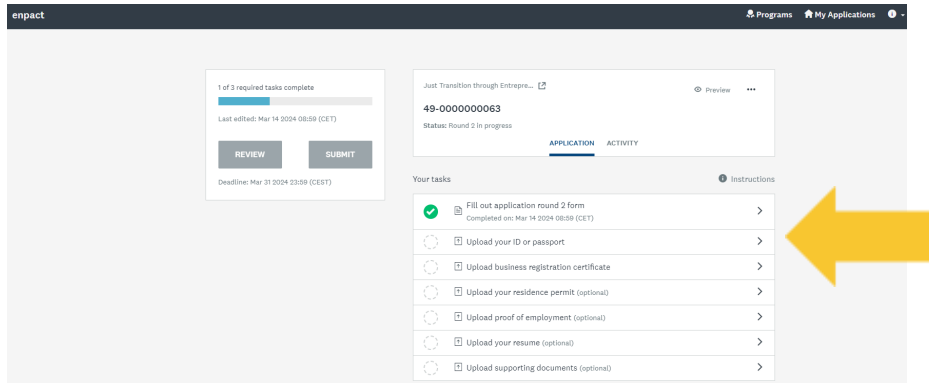 enpact
Programs My Applications
1 of 3 required tasks complete
Last edited: Mar 14 2024 08:59 (CET)
REVIEW SUBMIT
Deadline: Mar 31 2024 23:59 (CEST)
Just Transition through Entrepre...
Preview
49-0000000063
Status: Round 2 in progress
APPLICATION ACTIVITY
Your tasks
Instructions
Fill out application round 2 form
Completed on: Mar 14 2024 08:59 (CET)
Upload your ID or passport
Upload business registration certificate
Upload your residence permit (optional)
Upload proof of employment (optional)
Upload your resume (optional)
Upload supporting documents (optional)